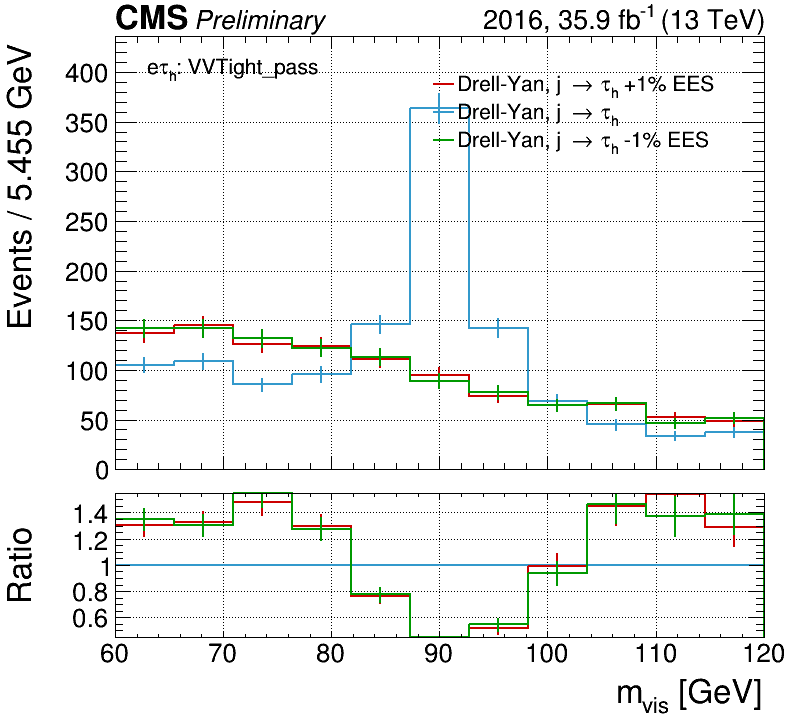 CMS Preliminary 2016, 35.9 fb⁻¹ (13 TeV)
eτₕ: VVTight_pass
Drell-Yan, j → τₕ +1% EES
Drell-Yan, j → τₕ
Drell-Yan, j → τₕ -1% EES
Events / 5.455 GeV
400
350
300
250
200
150
100
50
0
Ratio
1.4
1.2
1
0.8
0.6
60 70 80 90 100 110 120
m_vis [GeV]